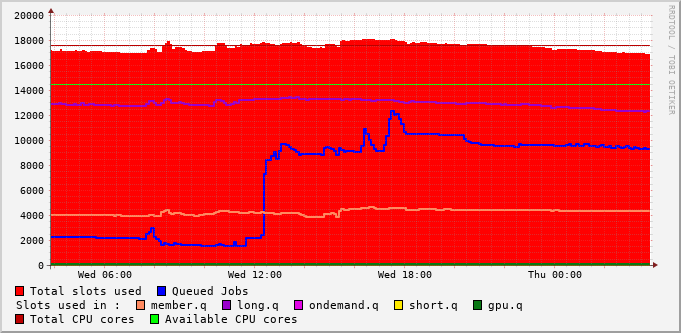 20000
18000
16000
14000
12000
10000
8000
6000
4000
2000
0
Wed 06:00 Wed 12:00 Wed 18:00 Thu 00:00
Total slots used Queued Jobs
Slots used in : member.q long.q ondemand.q short.q gpu.q
Total CPU cores Available CPU cores
RRDTOOL / TOBI OETIKER